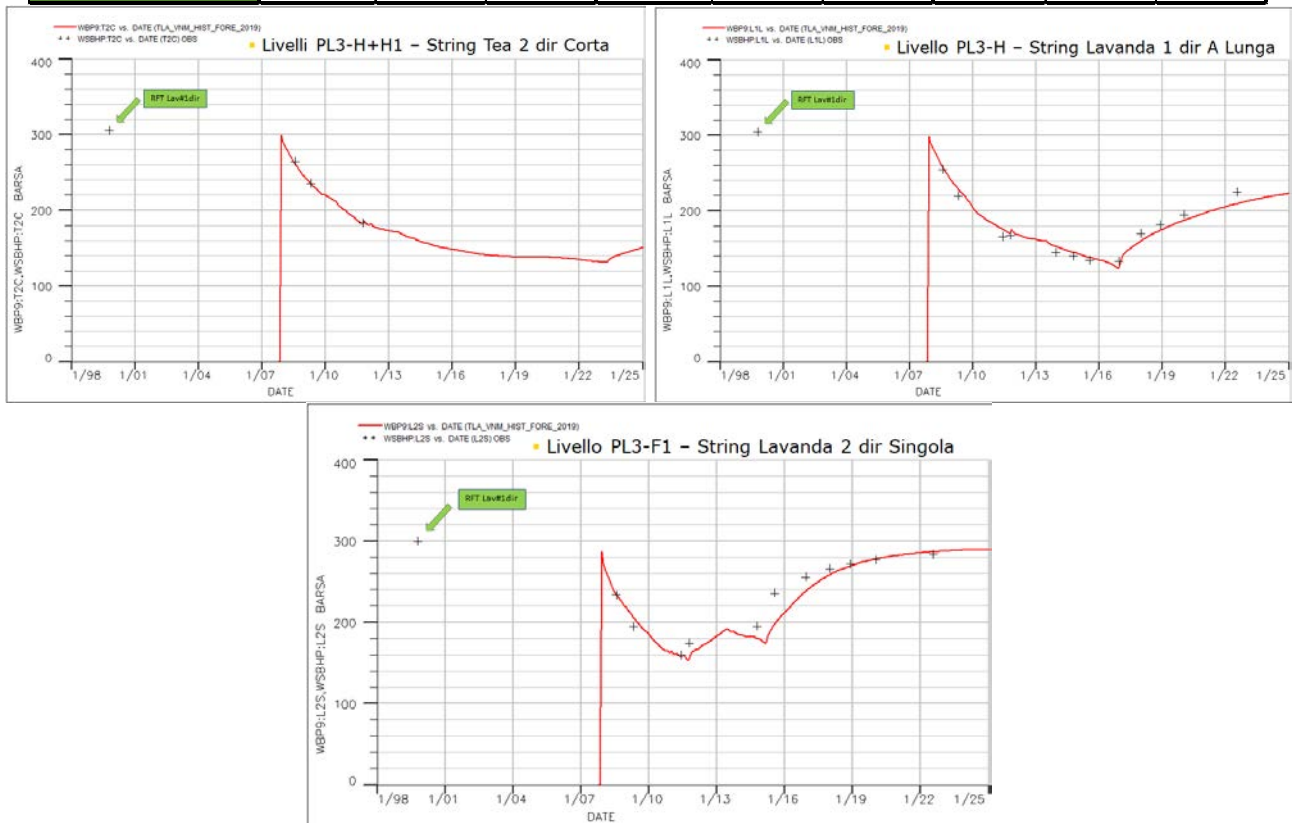 WBP9:T2C vs. DATE (TLA_VNM_HIST_FORE_2019)
WSBHP:T2C vs. DATE (T2C) OBS
Livelli PL3-H+H1 – String Tea 2 dir Corta
RFT Lav#1dir
WBP9:T2C,WSBHP:T2C BARSA
400
300
200
100
0
1/98 1/01 1/04 1/07 1/10 1/13 1/16 1/19 1/22 1/25
DATE
WBP9:L1L vs. DATE (TLA_VNM_HIST_FORE_2019)
WSBHP:L1L vs. DATE (L1L) OBS
Livello PL3-H – String Lavanda 1 dir A Lunga
RFT Lav#1dir
WBP9:L1L,WSBHP:L1L BARSA
400
300
200
100
0
1/98 1/01 1/04 1/07 1/10 1/13 1/16 1/19 1/22 1/25
DATE
WBP9:L2S vs. DATE (TLA_VNM_HIST_FORE_2019)
WSBHP:L2S vs. DATE (L2S) OBS
Livello PL3-F1 – String Lavanda 2 dir Singola
RFT Lav#1dir
WBP9:L2S,WSBHP:L2S BARSA
400
300
200
100
0
1/98 1/01 1/04 1/07 1/10 1/13 1/16 1/19 1/22 1/25
DATE